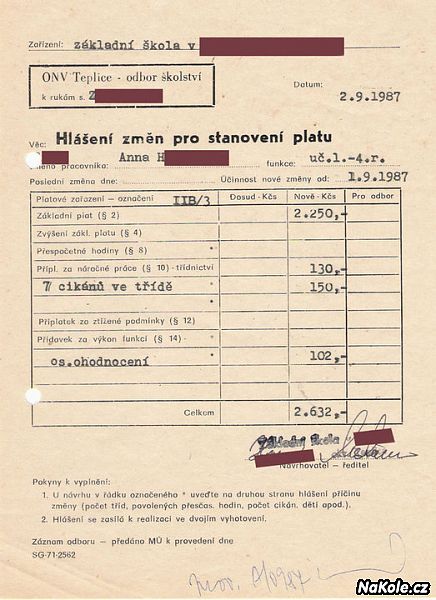 Zařízení: základní škola v
ONV Teplice - odbor školství
k rukám s. Z
Datum:
2.9.1987
Věc: Hlášení změn pro stanovení platu
Jméno pracovníka: Anna H funkce: uč.1.-4.r.
Poslední změna dne: Účinnost nové změny od: 1.9.1987
Platové zařazení - označení IIB/3 Dosud - Kčs Nově - Kčs Pro odbor
Základní plat (§ 2) 2.250,-
Zvýšení zákl. platu (§ 4)
Přespočetné hodiny (§ 8) *
Přípl. za náročné práce (§ 10) - třídnictví 130,-
7 cikánů ve třídě * 150,-
Příplatek za ztížené podmínky (§ 12)
Přídavek za výkon funkcí (§ 14) - *
os.ohodnocení * 102,-
Celkem 2.632,-
Základní škola
Navrhovatel - ředitel
Pokyny k vyplnění:
1. U návrhu v řádku označeného * uveďte na druhou stranu hlášení příčinu
změny (počet tříd, povolených přesčas. hodin, počet cikán. dětí apod.).
2. Hlášení se zasílá k realizaci ve dvojím vyhotovení.
Záznam odboru - předáno MÚ k provedení dne
SG-71-2562
NaKole.cz